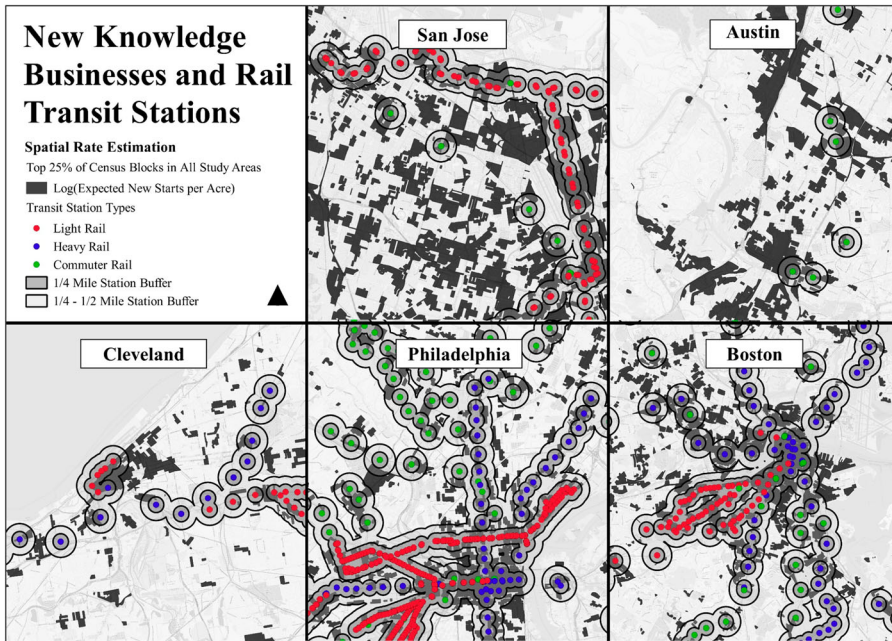 New Knowledge
Businesses and Rail
Transit Stations
Spatial Rate Estimation
Top 25% of Census Blocks in All Study Areas
Log(Expected New Starts per Acre)
Transit Station Types
Light Rail
Heavy Rail
Commuter Rail
1/4 Mile Station Buffer
1/4 - 1/2 Mile Station Buffer
San Jose
Austin
Cleveland
Philadelphia
Boston